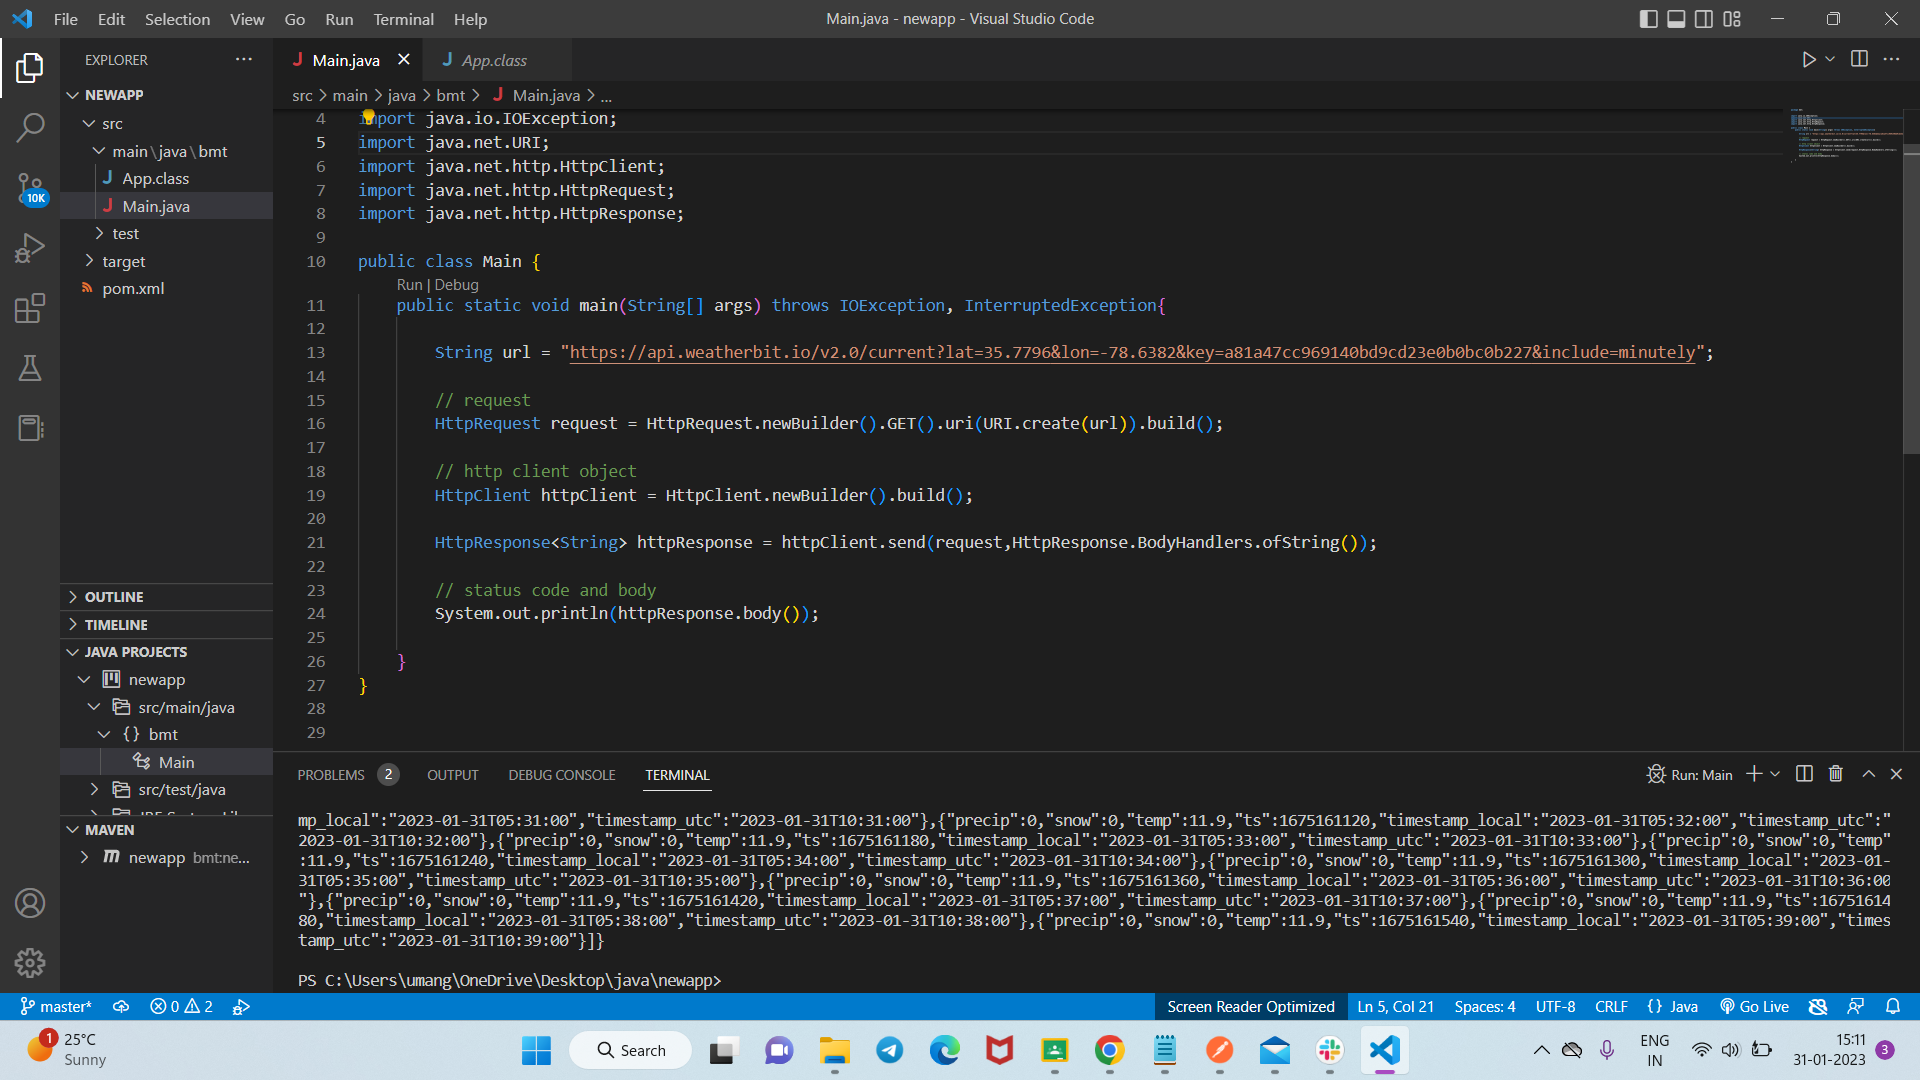 File Edit Selection View Go Run Terminal Help
Main.java - newapp - Visual Studio Code
EXPLORER
NEWAPP
src
main\java\bmt
App.class
Main.java
test
target
pom.xml
10K
OUTLINE
TIMELINE
JAVA PROJECTS
newapp
src/main/java
{} bmt
Main
src/test/java
MAVEN
newapp bmt:ne...
Main.java App.class
src > main > java > bmt > Main.java > ...
4 import java.io.IOException;
5 import java.net.URI;
6 import java.net.http.HttpClient;
7 import java.net.http.HttpRequest;
8 import java.net.http.HttpResponse;
9
10 public class Main {
Run | Debug
11 public static void main(String[] args) throws IOException, InterruptedException{
12
13 String url = "https://api.weatherbit.io/v2.0/current?lat=35.7796&lon=-78.6382&key=a81a47cc969140bd9cd23e0b0bc0b227&include=minutely";
14
15 // request
16 HttpRequest request = HttpRequest.newBuilder().GET().uri(URI.create(url)).build();
17
18 // http client object
19 HttpClient httpClient = HttpClient.newBuilder().build();
20
21 HttpResponse<String> httpResponse = httpClient.send(request,HttpResponse.BodyHandlers.ofString());
22
23 // status code and body
24 System.out.println(httpResponse.body());
25
26 }
27 }
28
29
PROBLEMS 2 OUTPUT DEBUG CONSOLE TERMINAL
Run: Main
mp_local":"2023-01-31T05:31:00","timestamp_utc":"2023-01-31T10:31:00"},{"precip":0,"snow":0,"temp":11.9,"ts":1675161120,"timestamp_local":"2023-01-31T05:32:00","timestamp_utc":"
2023-01-31T10:32:00"},{"precip":0,"snow":0,"temp":11.9,"ts":1675161180,"timestamp_local":"2023-01-31T05:33:00","timestamp_utc":"2023-01-31T10:33:00"},{"precip":0,"snow":0,"temp"
:11.9,"ts":1675161240,"timestamp_local":"2023-01-31T05:34:00","timestamp_utc":"2023-01-31T10:34:00"},{"precip":0,"snow":0,"temp":11.9,"ts":1675161300,"timestamp_local":"2023-01-
31T05:35:00","timestamp_utc":"2023-01-31T10:35:00"},{"precip":0,"snow":0,"temp":11.9,"ts":1675161360,"timestamp_local":"2023-01-31T05:36:00","timestamp_utc":"2023-01-31T10:36:00
"},{"precip":0,"snow":0,"temp":11.9,"ts":1675161420,"timestamp_local":"2023-01-31T05:37:00","timestamp_utc":"2023-01-31T10:37:00"},{"precip":0,"snow":0,"temp":11.9,"ts":16751614
80,"timestamp_local":"2023-01-31T05:38:00","timestamp_utc":"2023-01-31T10:38:00"},{"precip":0,"snow":0,"temp":11.9,"ts":1675161540,"timestamp_local":"2023-01-31T05:39:00","times
tamp_utc":"2023-01-31T10:39:00"}]}
PS C:\Users\umang\OneDrive\Desktop\java\newapp>
master* 0 2
Screen Reader Optimized Ln 5, Col 21 Spaces: 4 UTF-8 CRLF {} Java Go Live
1 25°C
Sunny
Search
ENG
IN
15:11
31-01-2023
3